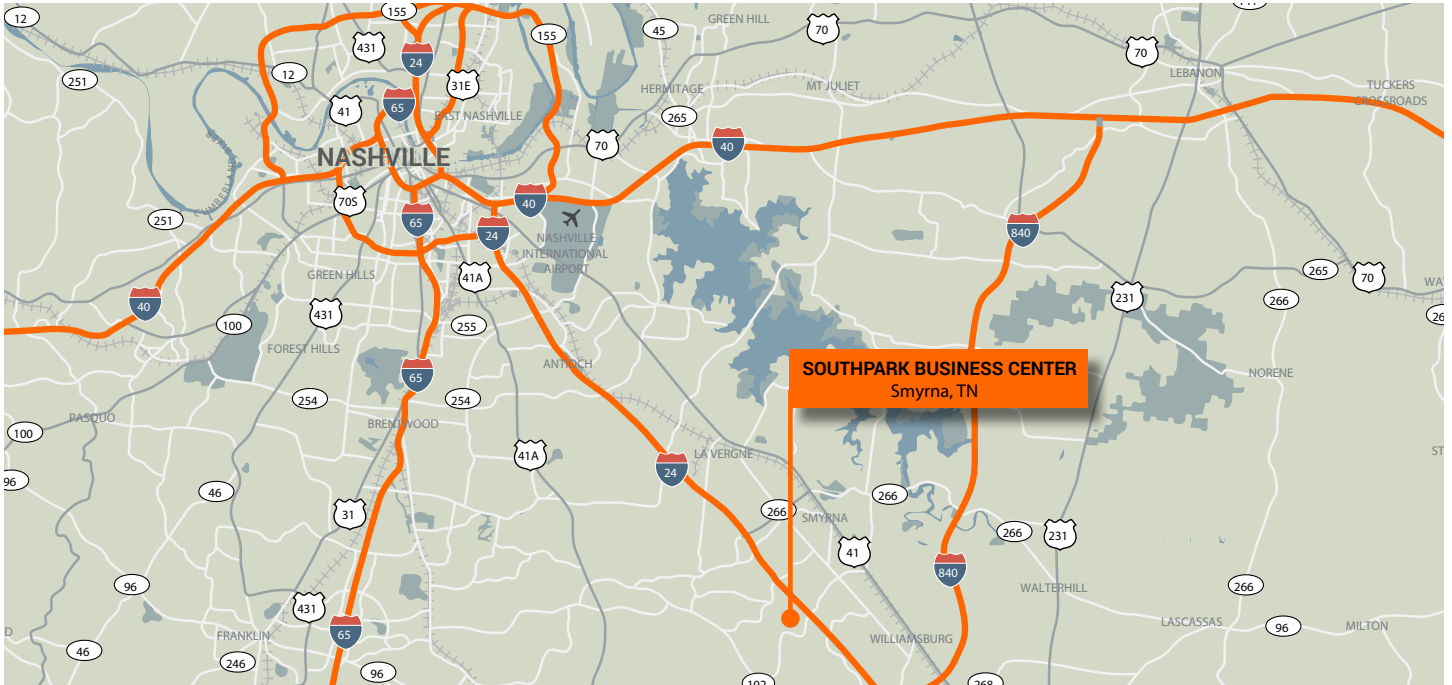 12
155
GREEN HILL
431
155
45
70
24
70
251
12
LEBANON
31E
MT JULIET
TUCKERS
CROSSROADS
HERMITAGE
65
41
EAST NASHVILLE
265
70
40
NASHVILLE
CUMBERLAND
70S
40
251
65
24
840
NASHVILLE
INTERNATIONAL
AIRPORT
GREEN HILLS
41A
265
70
231
266
40
431
100
255
FOREST HILLS
SOUTHPARK BUSINESS CENTER
Smyrna, TN
ANTIOCH
65
NORENE
254
254
PASQUO
BRENTWOOD
100
41A
LA VERGNE
24
96
46
266
31
266
SMYRNA
266
231
41
840
96
WALTERHILL
266
431
LASCASSAS
96
MILTON
FRANKLIN
65
WILLIAMSBURG
46
246
96
102
268